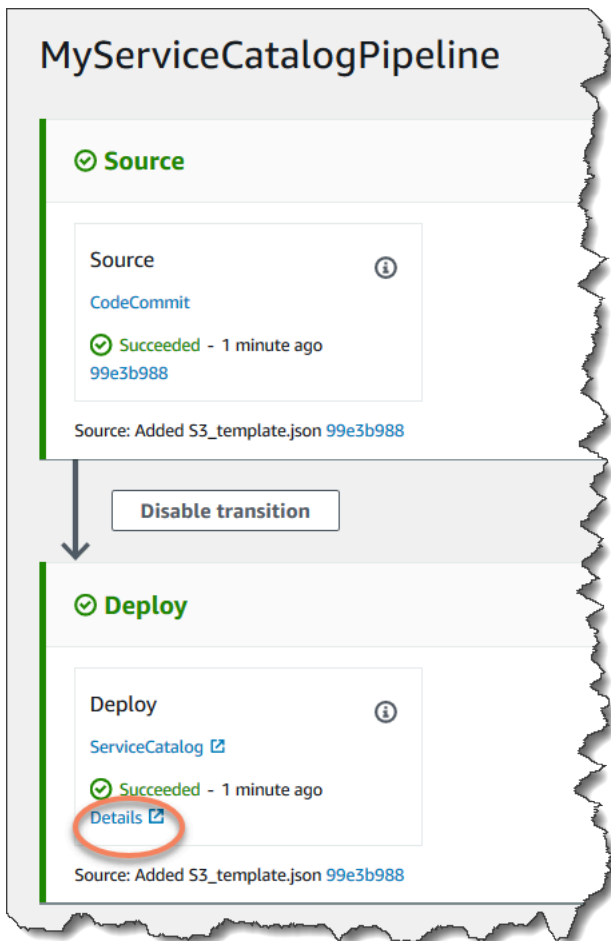 MyServiceCatalogPipeline
Source
Source
CodeCommit
Succeeded - 1 minute ago
99e3b988
Source: Added S3_template.json 99e3b988
Disable transition
Deploy
Deploy
ServiceCatalog
Succeeded - 1 minute ago
Details
Source: Added S3_template.json 99e3b988